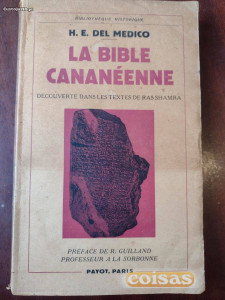 BIBLIOTHÈQUE HISTORIQUE
H. E. DEL MEDICO
LA BIBLE
CANANÉENNE
DÉCOUVERTE DANS LES TEXTES DE RAS SHAMRA
PRÉFACE DE R. GUILLAND
PROFESSEUR A LA SORBONNE
PAYOT, PARIS
coisas